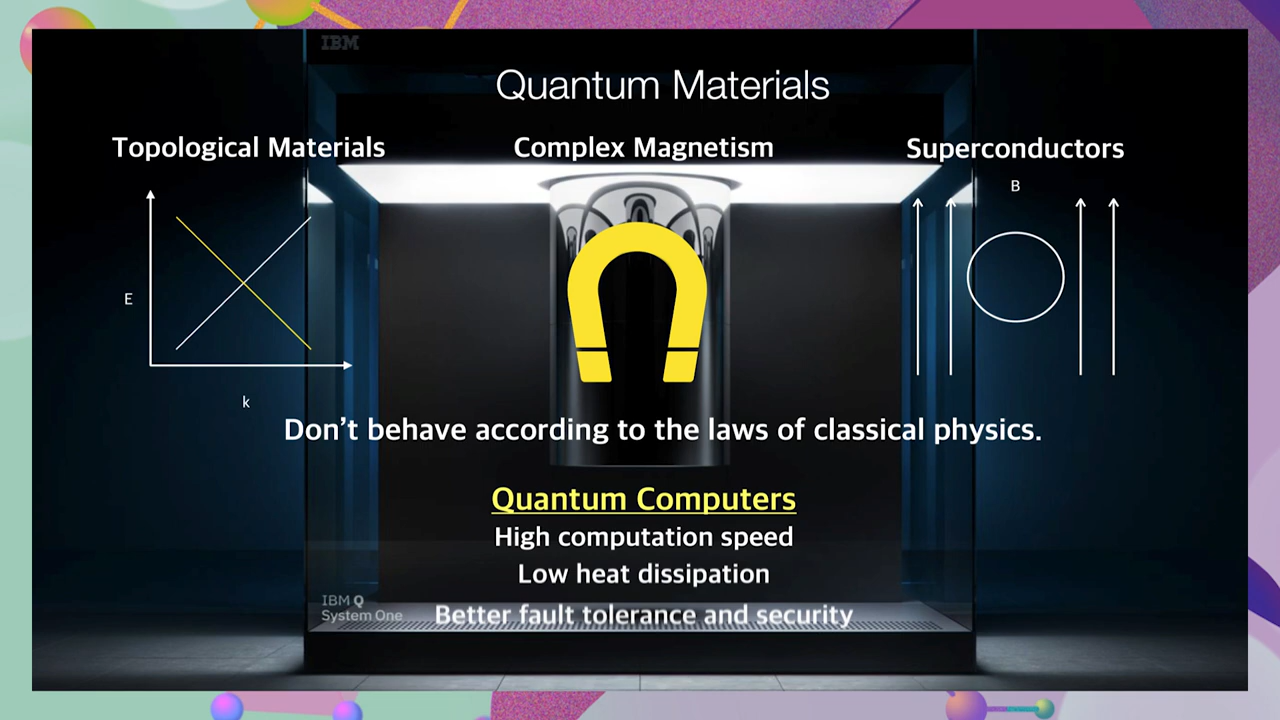 IBM
Quantum Materials
Topological Materials
Complex Magnetism
Superconductors
E
k
B
Don't behave according to the laws of classical physics.
Quantum Computers
High computation speed
Low heat dissipation
Better fault tolerance and security
IBM Q
System One